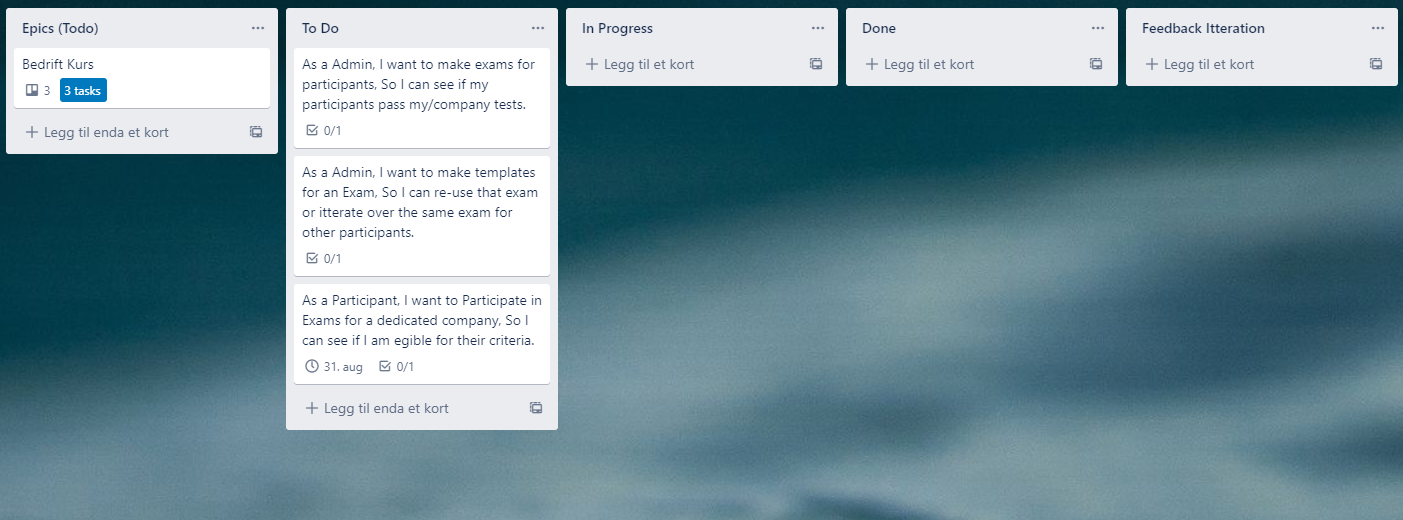 Epics (Todo)
Bedrift Kurs
3
3 tasks
Legg til enda et kort
To Do
As a Admin, I want to make exams for
participants, So I can see if my
participants pass my/company tests.
0/1
As a Admin, I want to make templates
for an Exam, So I can re-use that exam
or itterate over the same exam for
other participants.
0/1
As a Participant, I want to Participate in
Exams for a dedicated company, So I
can see if I am egible for their criteria.
31. aug 0/1
Legg til enda et kort
In Progress
Legg til et kort
Done
Legg til et kort
Feedback Itteration
Legg til et kort